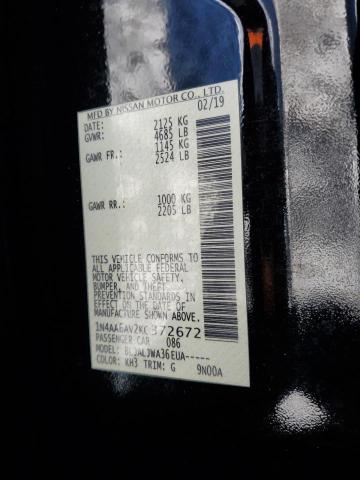 MFD BY NISSAN MOTOR CO., LTD.
DATE: 02/19
GVWR: 2125 KG
4685 LB
GAWR FR: 1145 KG
2524 LB
GAWR RR: 1000 KG
2205 LB
THIS VEHICLE CONFORMS TO
ALL APPLICABLE FEDERAL
MOTOR VEHICLE SAFETY,
BUMPER, AND THEFT
PREVENTION STANDARDS
IN EFFECT ON THE DATE OF
MANUFACTURE SHOWN ABOVE.
1N4AA6AV2KC 372672
PASSENGER CAR 086
MODEL: JWA36EUA-----
COLOR: KH3 TRIM: G 9N00A